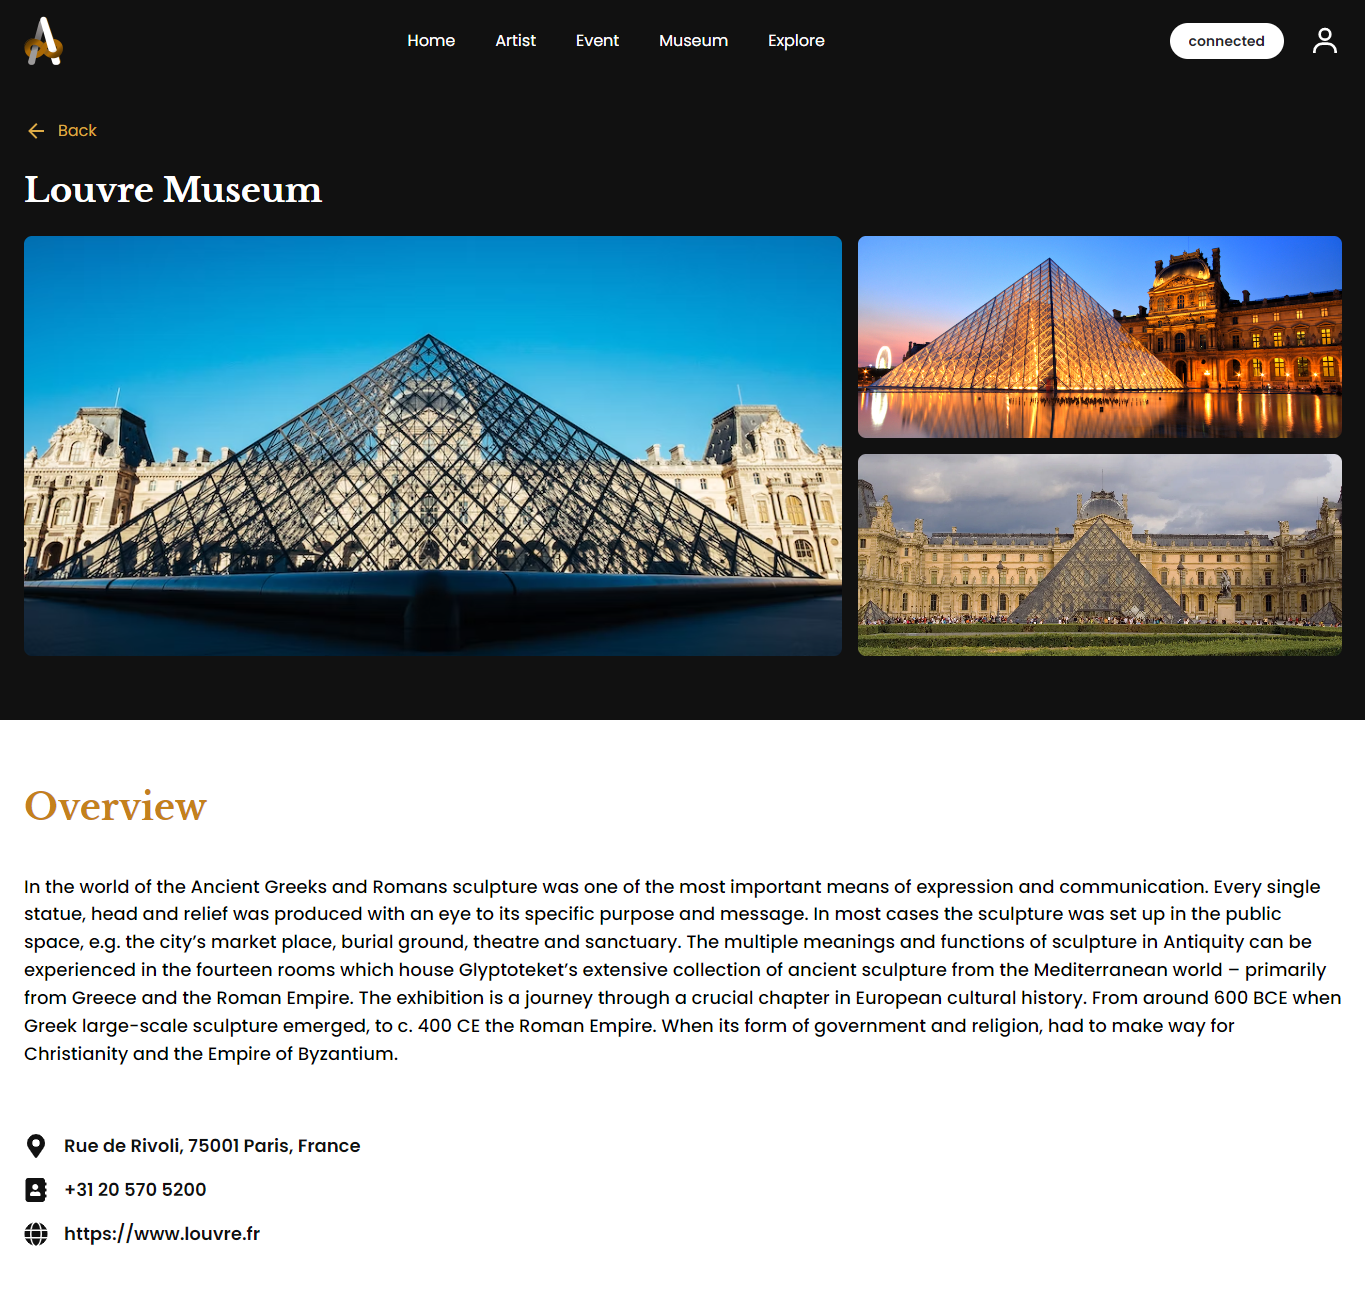 Home Artist Event Museum Explore connected
Back
Louvre Museum
Overview
In the world of the Ancient Greeks and Romans sculpture was one of the most important means of expression and communication. Every single
statue, head and relief was produced with an eye to its specific purpose and message. In most cases the sculpture was set up in the public
space, e.g. the city’s market place, burial ground, theatre and sanctuary. The multiple meanings and functions of sculpture in Antiquity can be
experienced in the fourteen rooms which house Glyptoteket’s extensive collection of ancient sculpture from the Mediterranean world – primarily
from Greece and the Roman Empire. The exhibition is a journey through a crucial chapter in European cultural history. From around 600 BCE when
Greek large-scale sculpture emerged, to c. 400 CE the Roman Empire. When its form of government and religion, had to make way for
Christianity and the Empire of Byzantium.
Rue de Rivoli, 75001 Paris, France
+31 20 570 5200
https://www.louvre.fr